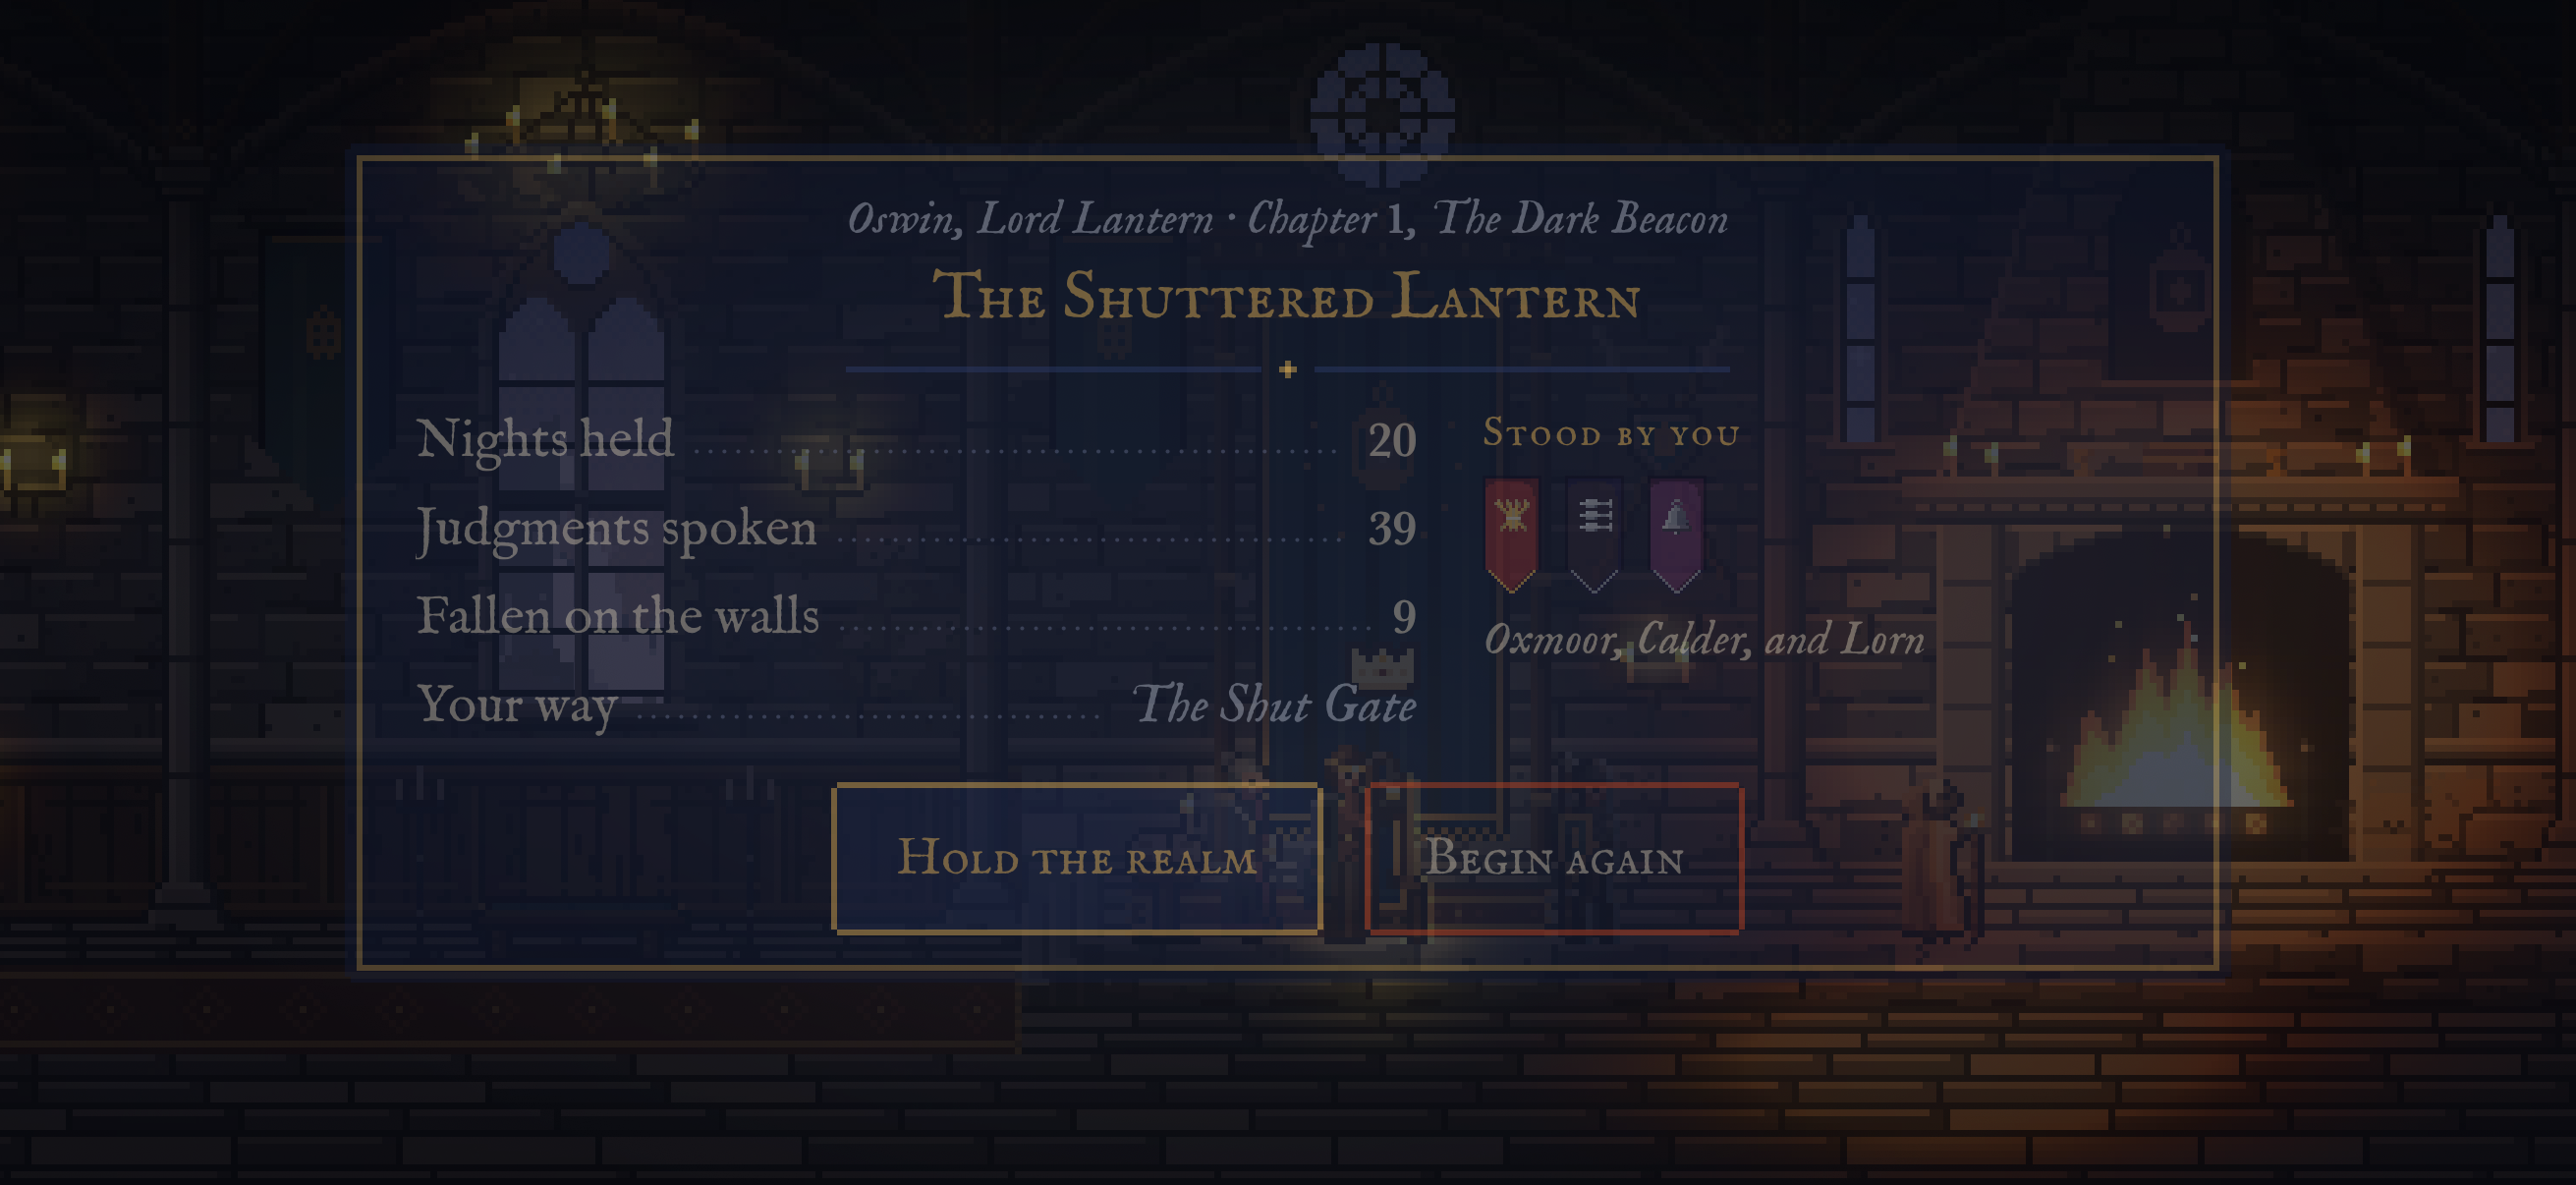 Oswin, Lord Lantern · Chapter 1, The Dark Beacon
The Shuttered Lantern
Nights held 20
Judgments spoken 39
Fallen on the walls 9
Your way The Shut Gate
Stood by you
Oxmoor, Calder, and Lorn
Hold the realm
Begin again